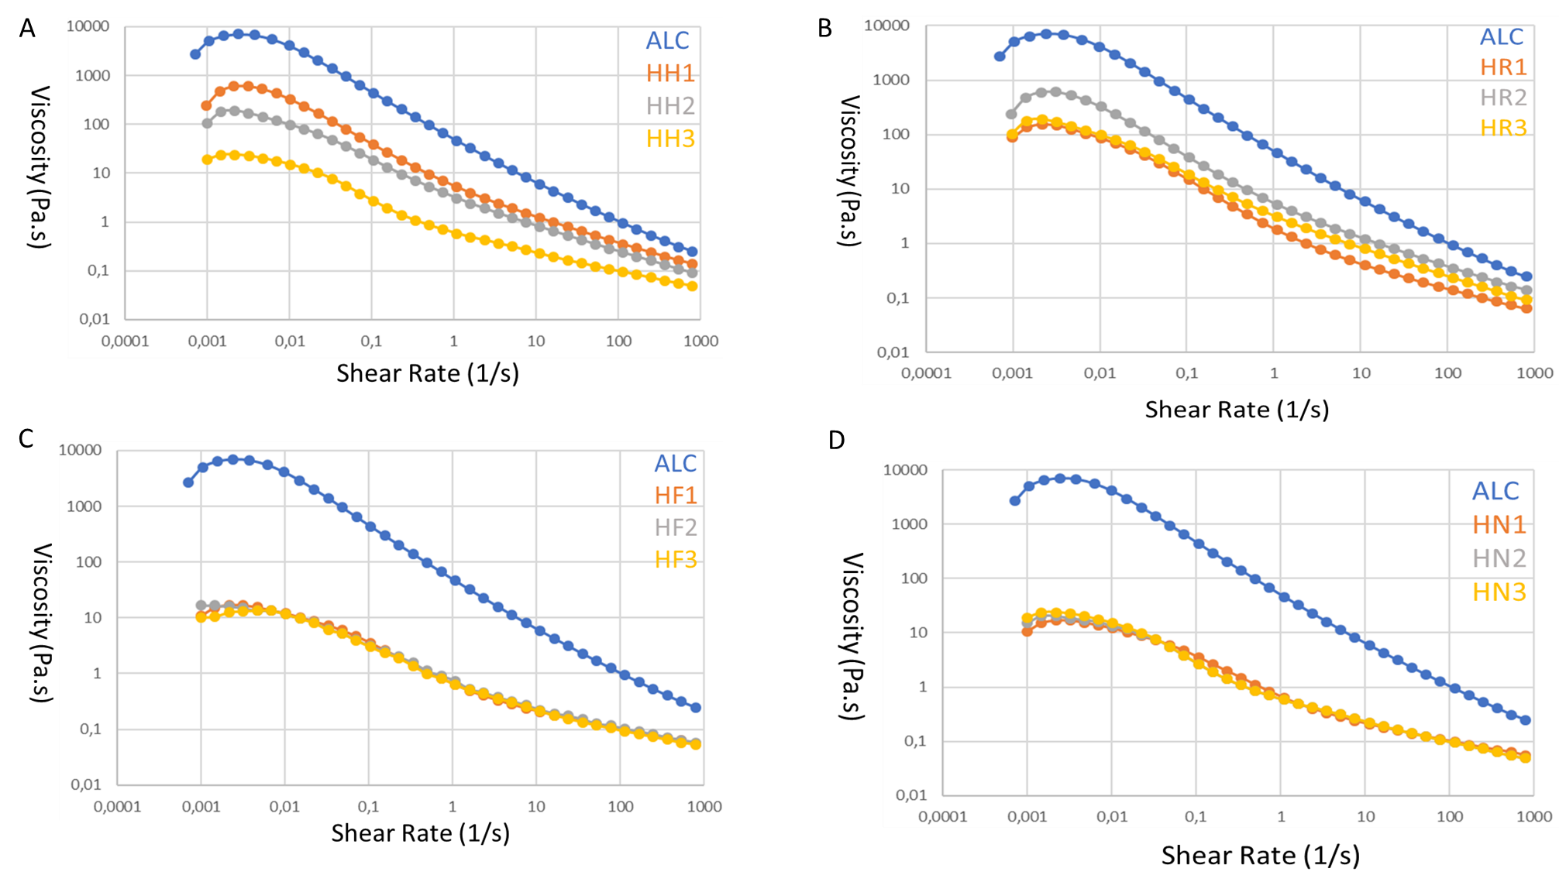 A
10000
1000
100
10
1
0,1
0,01
0,0001
0,001
0,01
0,1
1
10
100
1000
Viscosity (Pa.s)
Shear Rate (1/s)
ALC
HH1
HH2
HH3
B
10000
1000
100
10
1
0,1
0,01
0,0001
0,001
0,01
0,1
1
10
100
1000
Viscosity (Pa.s)
Shear Rate (1/s)
ALC
HR1
HR2
HR3
C
10000
1000
100
10
1
0,1
0,01
0,0001
0,001
0,01
0,1
1
10
100
1000
Viscosity (Pa.s)
Shear Rate (1/s)
ALC
HF1
HF2
HF3
D
10000
1000
100
10
1
0,1
0,01
0,0001
0,001
0,01
0,1
1
10
100
1000
Viscosity (Pa.s)
Shear Rate (1/s)
ALC
HN1
HN2
HN3